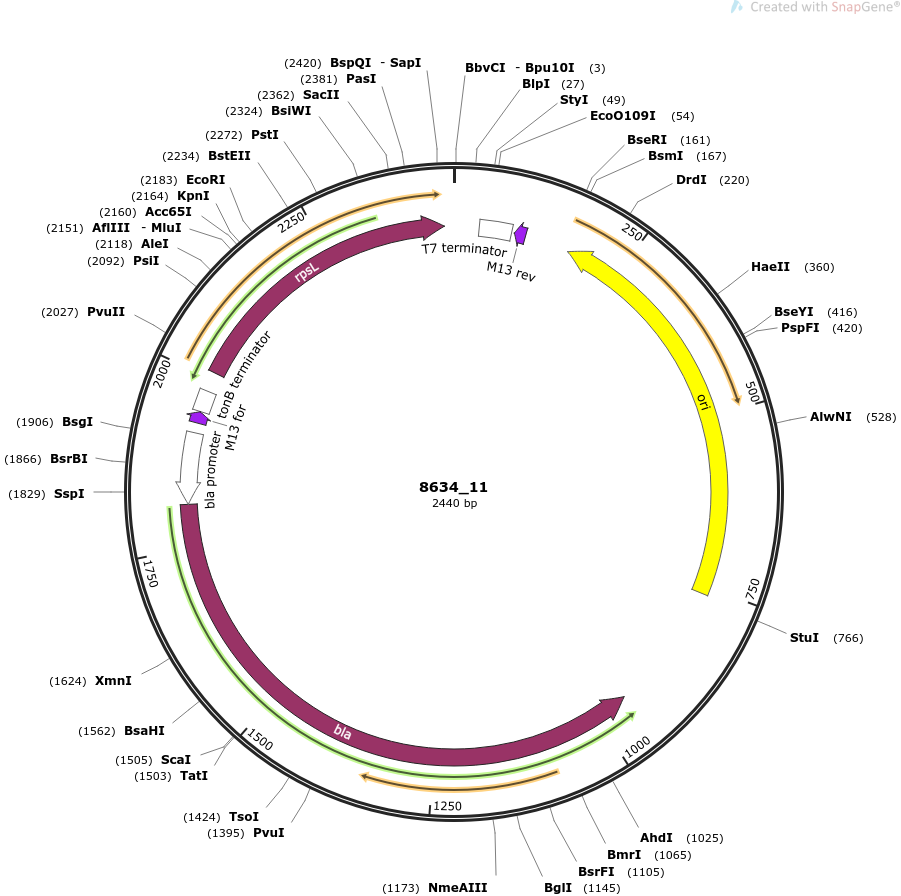 Created with SnapGene®
(2420) BspQI - SapI
(2381) PasI
(2362) SacII
(2324) BsiWI
(2272) PstI
(2234) BstEII
(2183) EcoRI
(2164) KpnI
(2160) Acc65I
(2151) AflIII - MluI
(2118) AleI
(2092) PsiI
(2027) PvuII
(1906) BsgI
(1866) BsrBI
(1829) SspI
(1624) XmnI
(1562) BsaHI
(1505) ScaI
(1503) TatI
(1424) TsoI
(1395) PvuI
(1173) NmeAIII
BbvCI - Bpu10I (3)
BlpI (27)
StyI (49)
EcoO109I (54)
BseRI (161)
BsmI (167)
DrdI (220)
HaeII (360)
BseYI (416)
PspFI (420)
AlwNI (528)
StuI (766)
AhdI (1025)
BmrI (1065)
BsrFI (1105)
BglI (1145)
250
500
750
1000
1250
1500
1750
2000
2250
T7 terminator
M13 rev
ori
bla
bla promoter
M13 for
tonB terminator
rpsL
8634_11
2440 bp